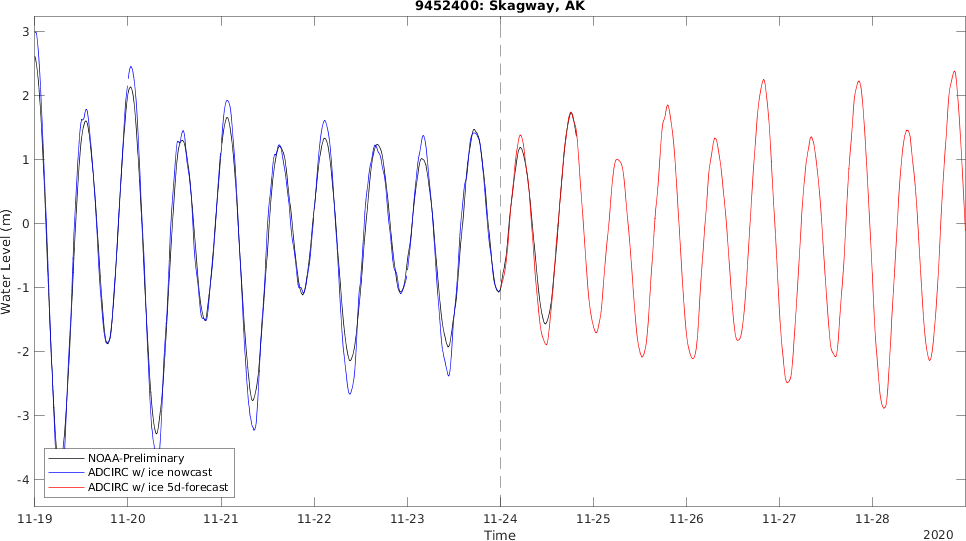 9452400: Skagway, AK
Water Level (m)
3
2
1
0
-1
-2
-3
-4
NOAA-Preliminary
ADCIRC w/ ice nowcast
ADCIRC w/ ice 5d-forecast
11-19 11-20 11-21 11-22 11-23 11-24 11-25 11-26 11-27 11-28
Time
2020